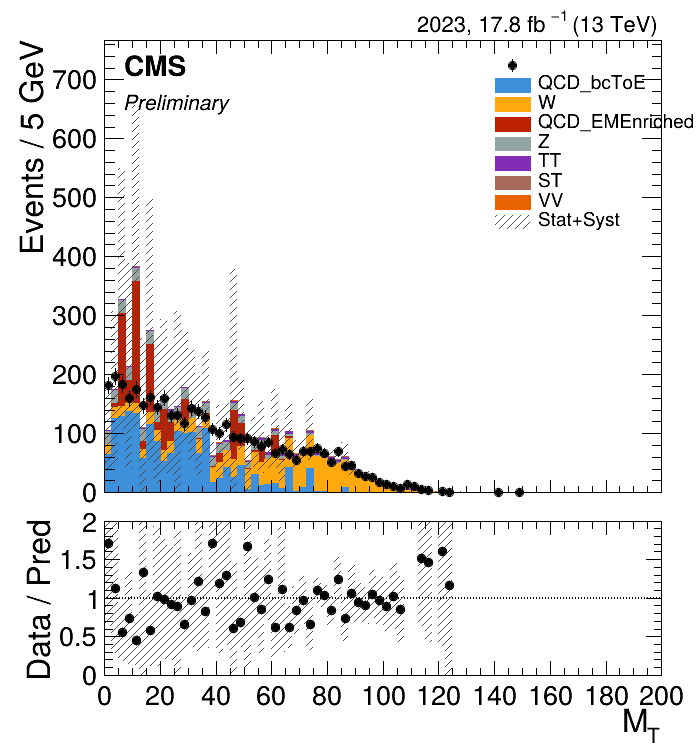 2023, 17.8 fb⁻¹ (13 TeV)
CMS
Preliminary
QCD_bcToE
W
QCD_EMEnriched
Z
TT
ST
VV
Stat+Syst
Events / 5 GeV
700
600
500
400
300
200
100
0
Data / Pred
2
1.5
1
0.5
0
0 20 40 60 80 100 120 140 160 180 200
M_T